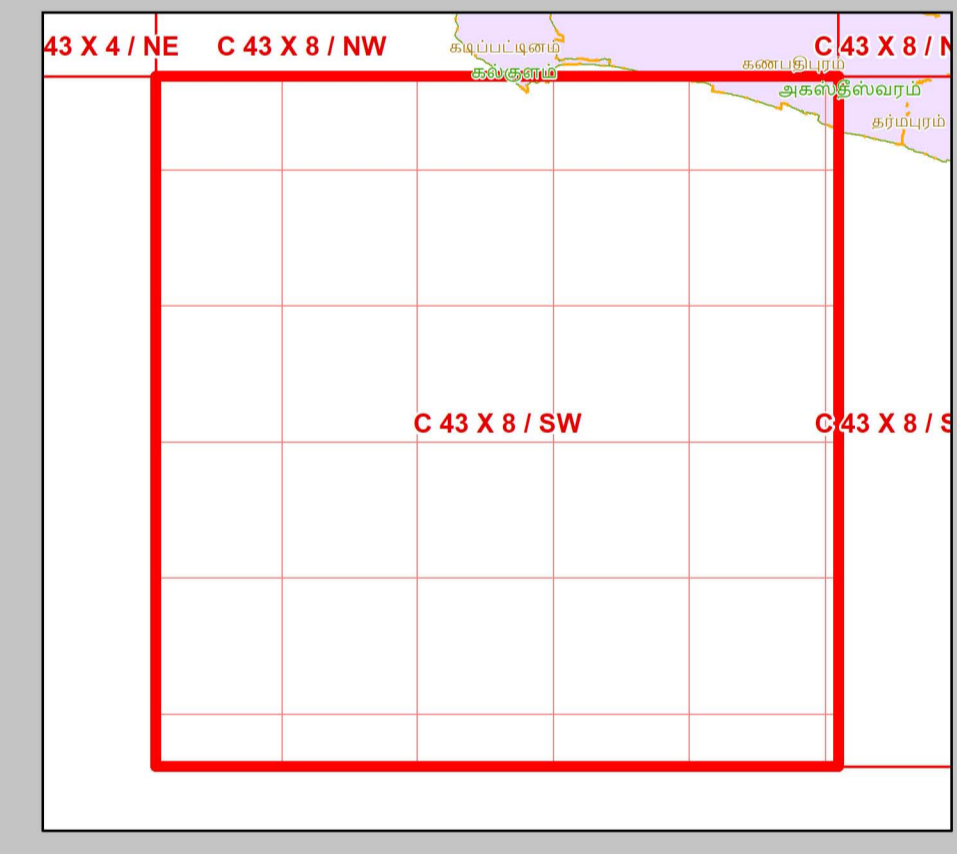 43 X 4 / NE
C 43 X 8 / NW
கடிப்பட்டினம்
C 43 X 8 / N
கணபதிபுரம்
கல்குளம்
அகஸ்தீஸ்வரம்
தர்மபுரம்
C 43 X 8 / SW
C 43 X 8 / S